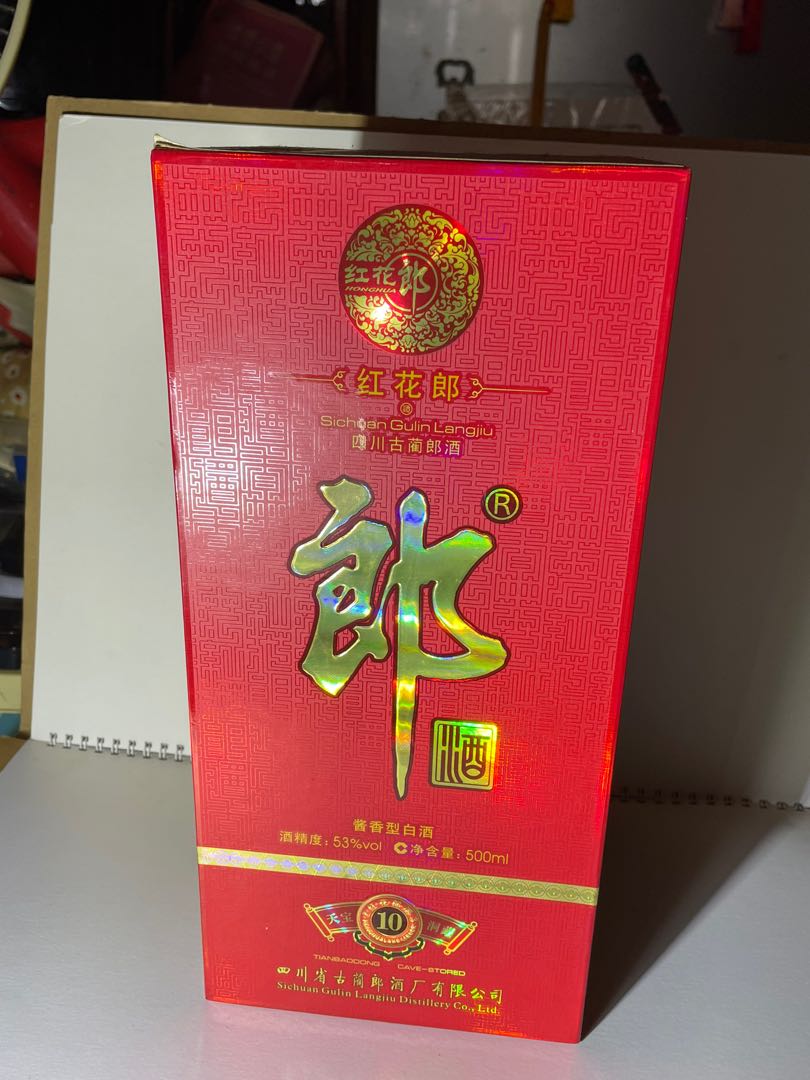 红花郎
HONGHUA
红花郎
酒
Sichuan Gulin Langjiu
四川古蔺郎酒
郎®
酒
酱香型白酒
酒精度：53%vol ℮净含量：500ml
天宝 10 洞藏
TIANBAODONG CAVE-STORED
四川省古蔺郎酒厂有限公司
Sichuan Gulin Langjiu Distillery Co., Ltd.